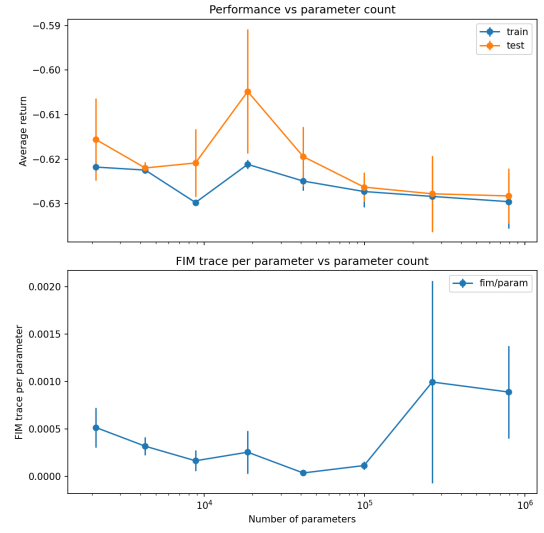 Performance vs parameter count
−0.59
−0.60
−0.61
−0.62
−0.63
Average return
train
test
FIM trace per parameter vs parameter count
0.0020
0.0015
0.0010
0.0005
0.0000
FIM trace per parameter
fim/param
10⁴
10⁵
10⁶
Number of parameters